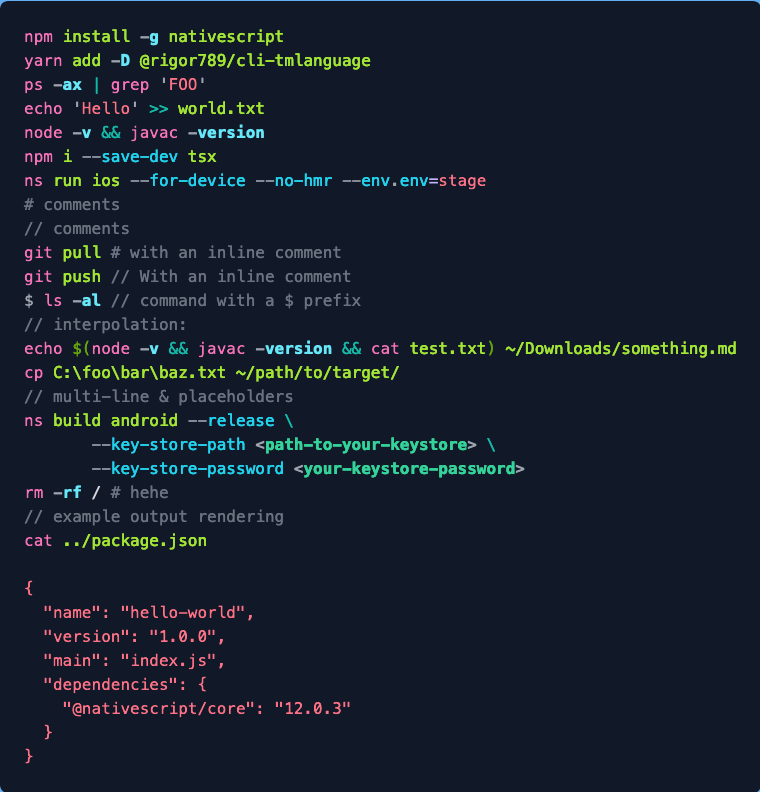 npm install -g nativescript
yarn add -D @rigor789/cli-tmlanguage
ps -ax | grep 'FOO'
echo 'Hello' >> world.txt
node -v && javac -version
npm i --save-dev tsx
ns run ios --for-device --no-hmr --env.env=stage
# comments
// comments
git pull # with an inline comment
git push // With an inline comment
$ ls -al // command with a $ prefix
// interpolation:
echo $(node -v && javac -version && cat test.txt) ~/Downloads/something.md
cp C:\foo\bar\baz.txt ~/path/to/target/
// multi-line & placeholders
ns build android --release \
       --key-store-path <path-to-your-keystore> \
       --key-store-password <your-keystore-password>
rm -rf / # hehe
// example output rendering
cat ../package.json

{
  "name": "hello-world",
  "version": "1.0.0",
  "main": "index.js",
  "dependencies": {
    "@nativescript/core": "12.0.3"
  }
}